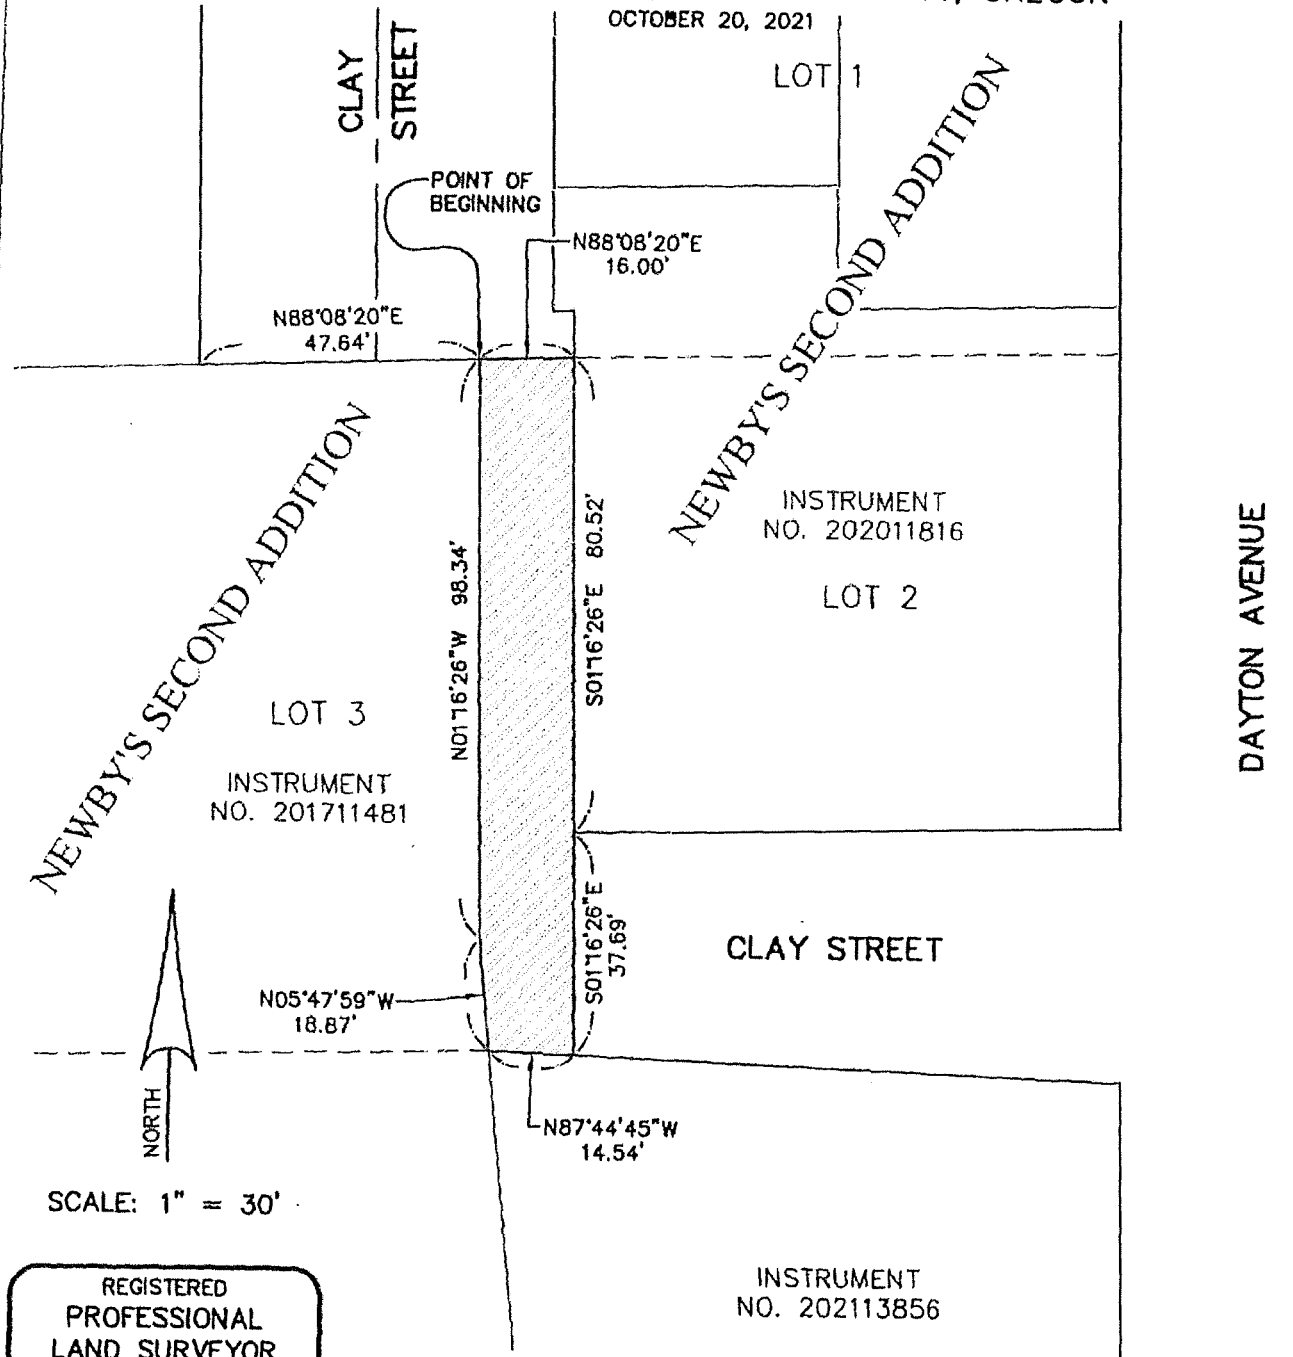 OCTOBER 20, 2021
LOT 1
CLAY
STREET
NEWBY'S SECOND ADDITION
POINT OF
BEGINNING
N88°08'20"E
16.00'
N88°08'20"E
47.64'
NEWBY'S SECOND ADDITION
INSTRUMENT
NO. 202011816
LOT 2
DAYTON AVENUE
N01°16'26"W 98.34'
S01°16'26"E 80.52'
LOT 3
INSTRUMENT
NO. 201711481
S01°16'26"E
37.69'
CLAY STREET
N05°47'59"W
18.87'
NORTH
N87°44'45"W
14.54'
SCALE: 1" = 30'
INSTRUMENT
NO. 202113856
REGISTERED
PROFESSIONAL
LAND SURVEYOR